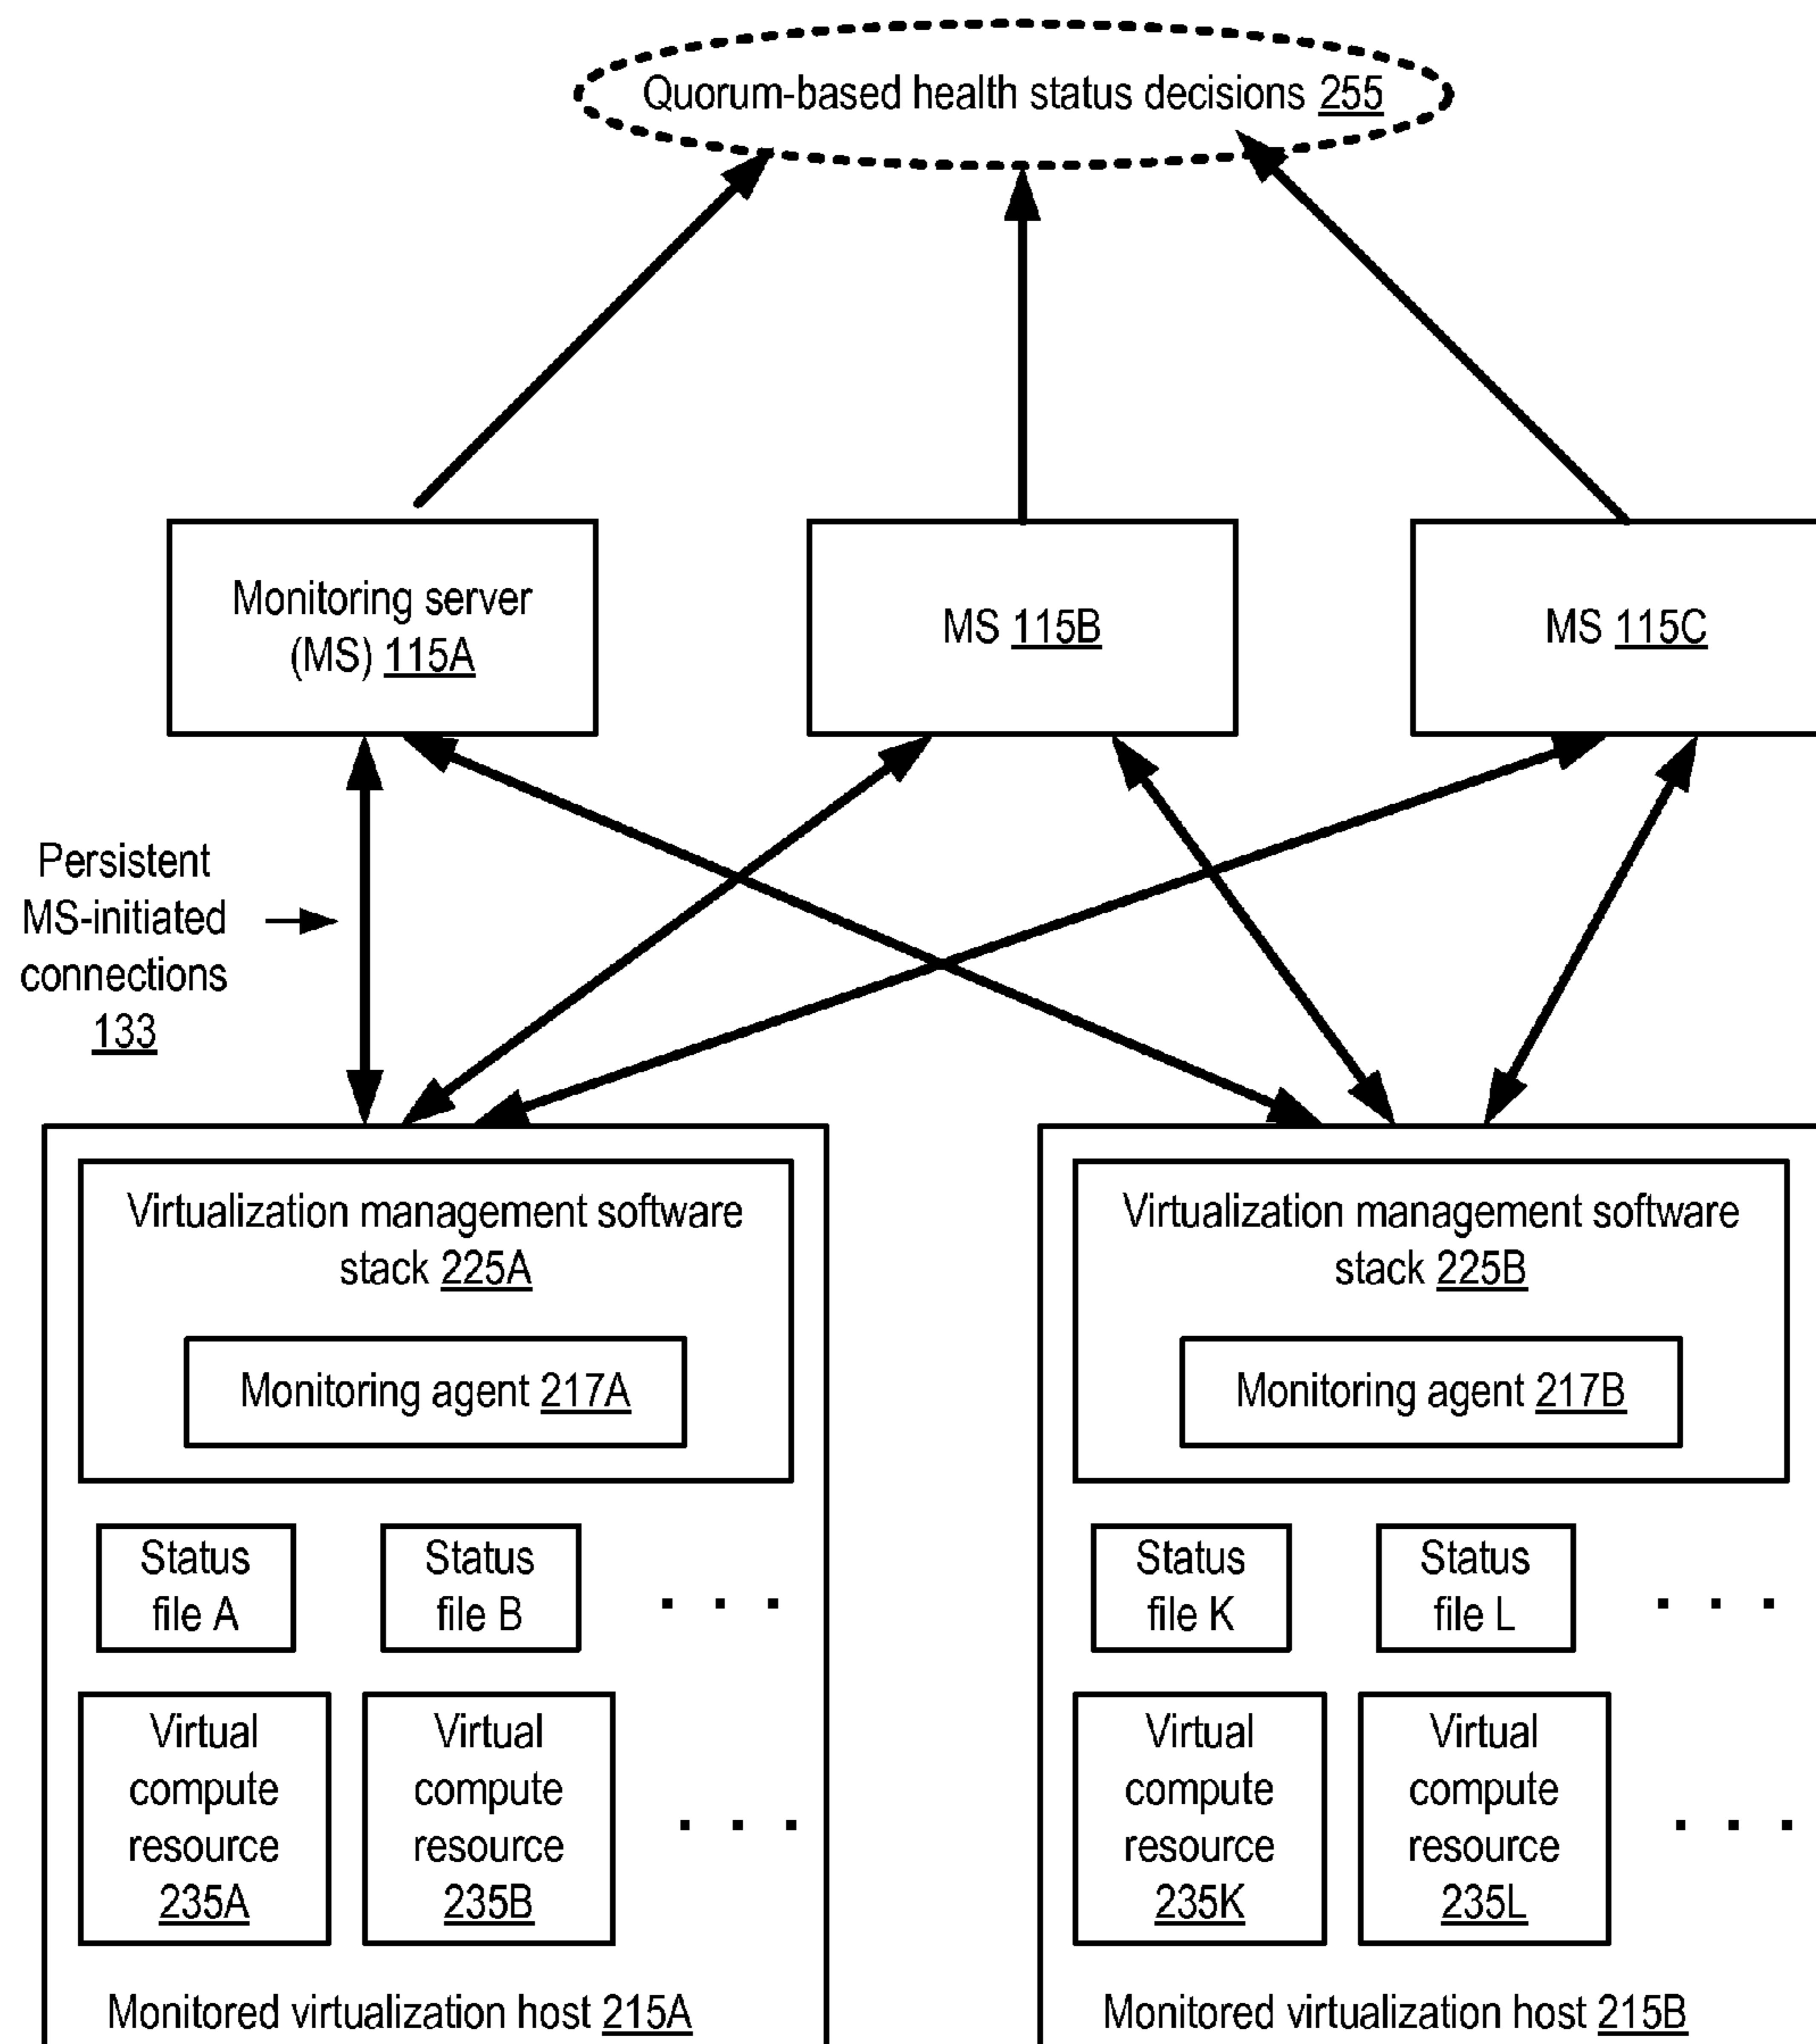 Quorum-based health status decisions 255
Monitoring server
(MS) 115A
MS 115B
MS 115C
Persistent
MS-initiated
connections
133
Virtualization management software
stack 225A
Monitoring agent 217A
Status
file A
Status
file B
. . .
Virtual
compute
resource
235A
Virtual
compute
resource
235B
. . .
Monitored virtualization host 215A
Virtualization management software
stack 225B
Monitoring agent 217B
Status
file K
Status
file L
. . .
Virtual
compute
resource
235K
Virtual
compute
resource
235L
. . .
Monitored virtualization host 215B